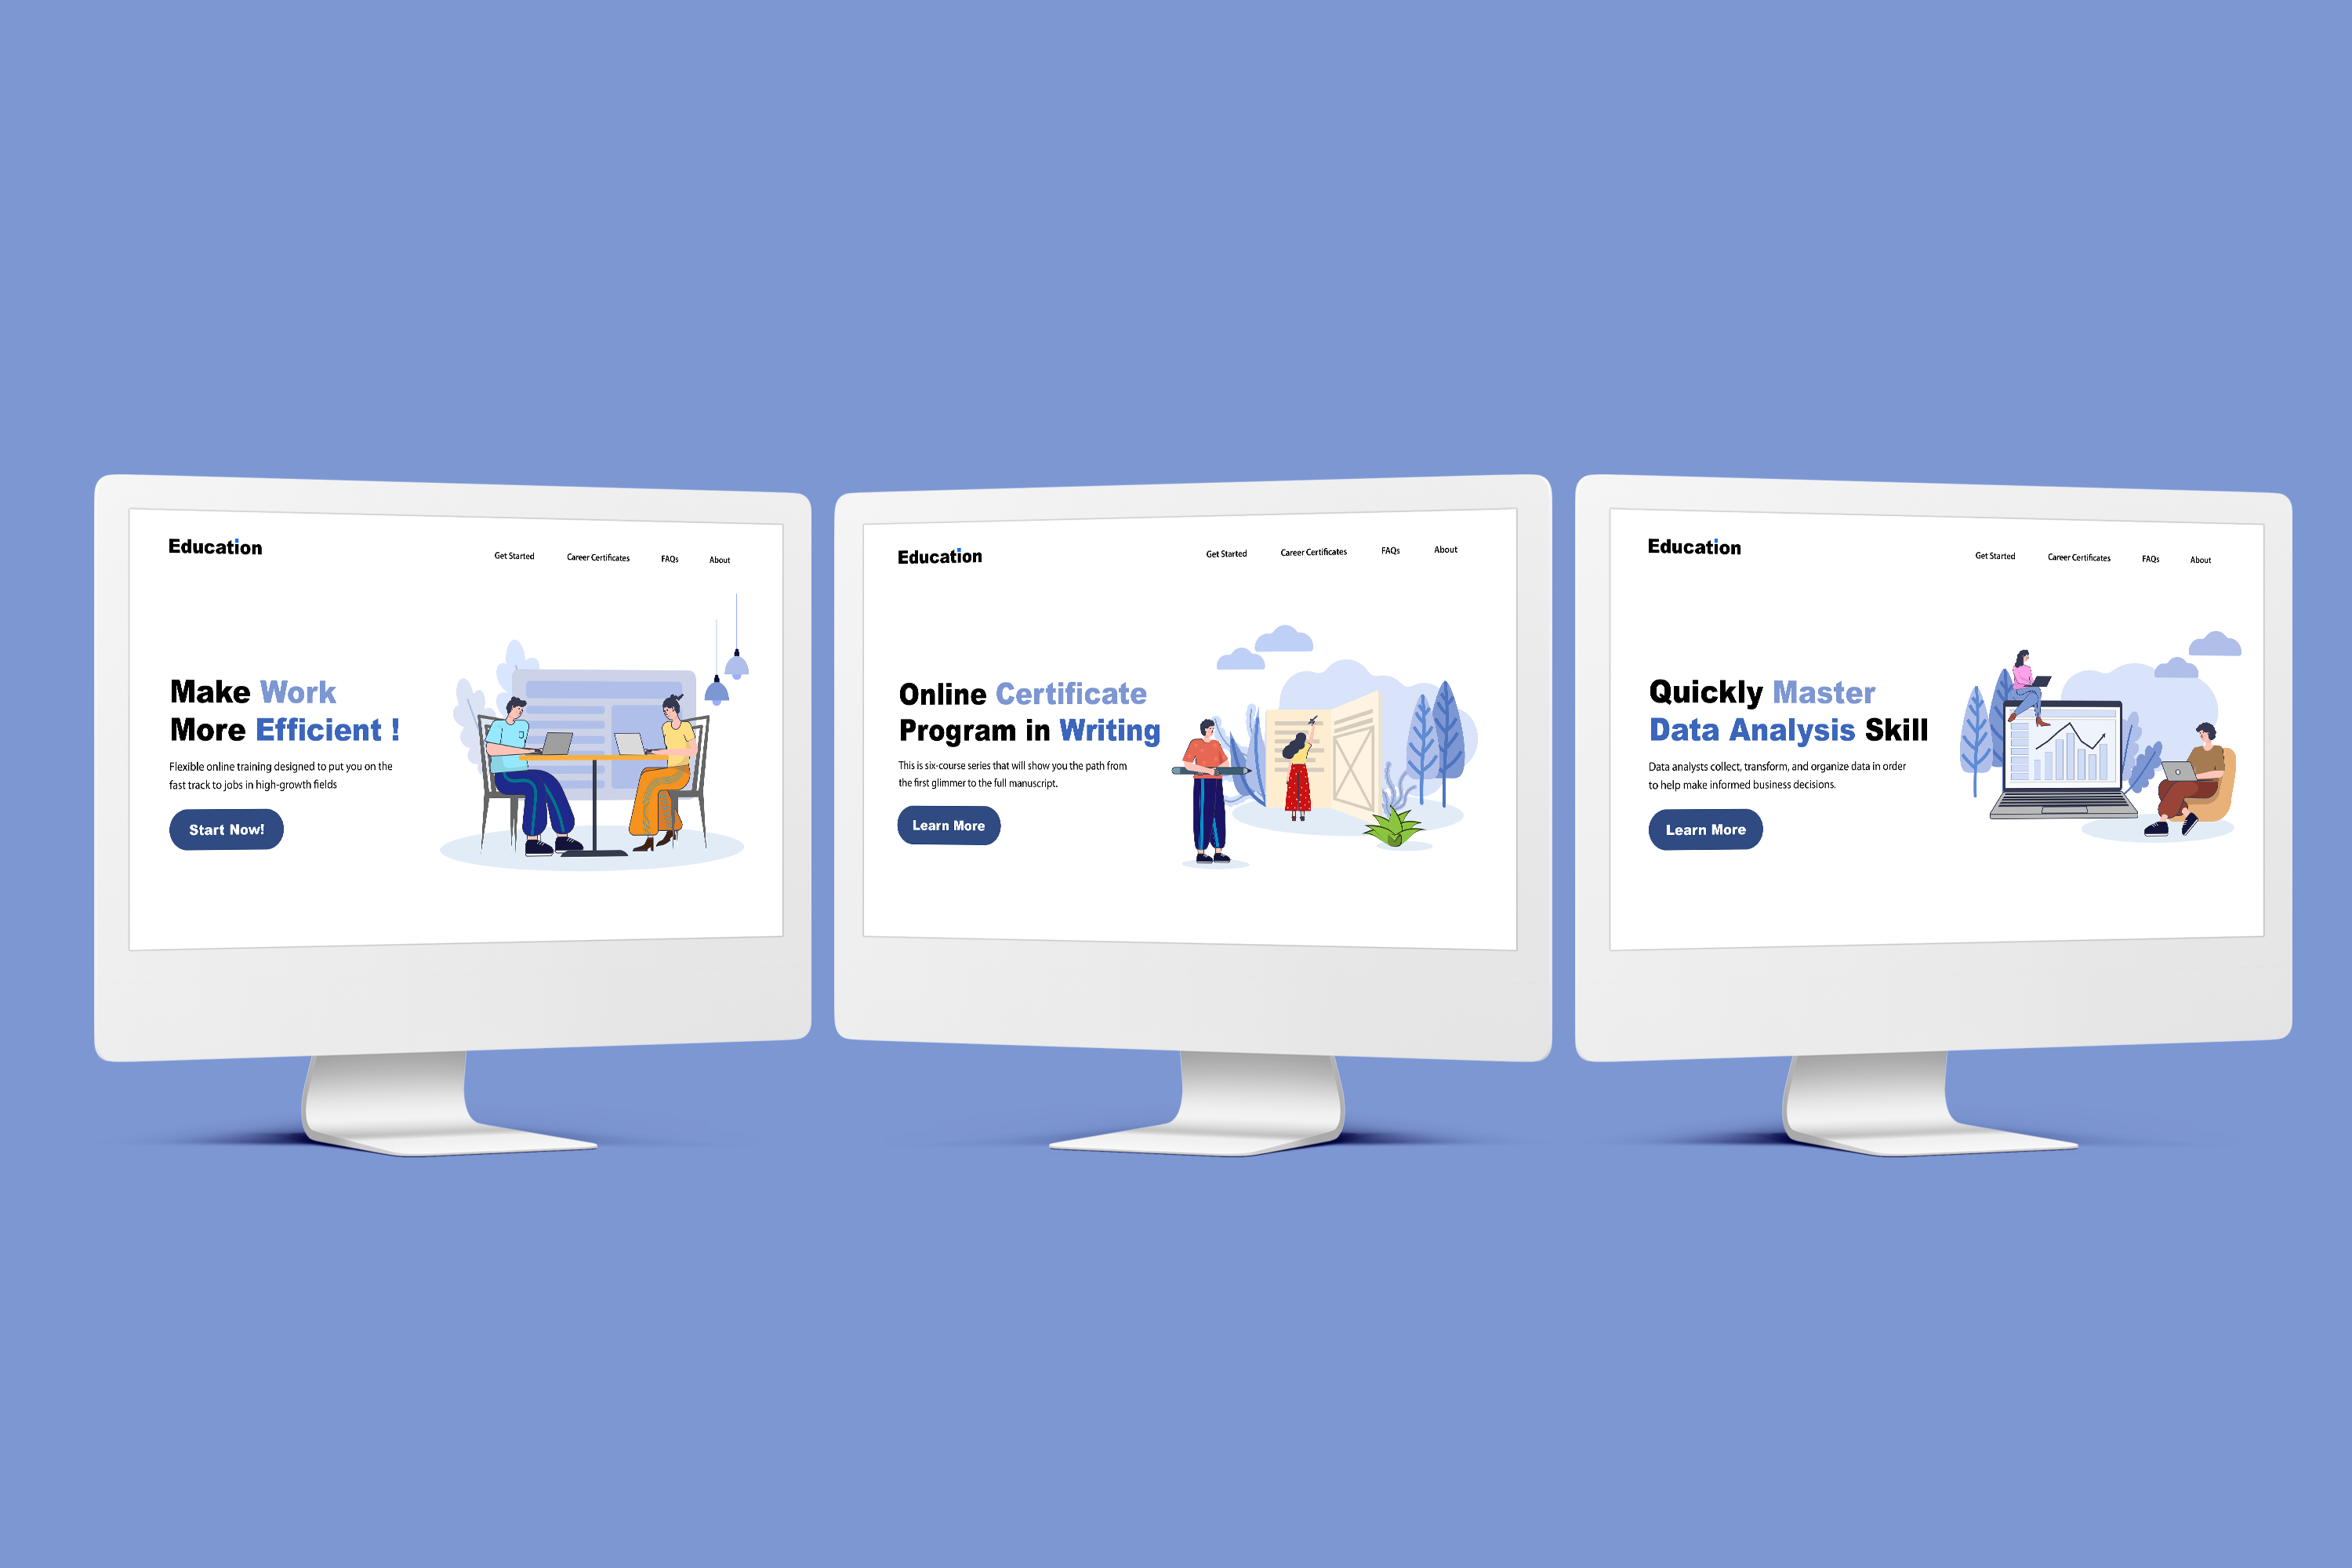 Education
Get Started
Career Certificates
FAQs
About
Make Work
More Efficient !
Flexible online training designed to put you on the
fast track to jobs in high-growth fields
Start Now!
Education
Get Started
Career Certificates
FAQs
About
Online Certificate
Program in Writing
This is six-course series that will show you the path from
the first glimmer to the full manuscript.
Learn More
Education
Get Started
Career Certificates
FAQs
About
Quickly Master
Data Analysis Skill
Data analysts collect, transform, and organize data in order
to help make informed business decisions.
Learn More